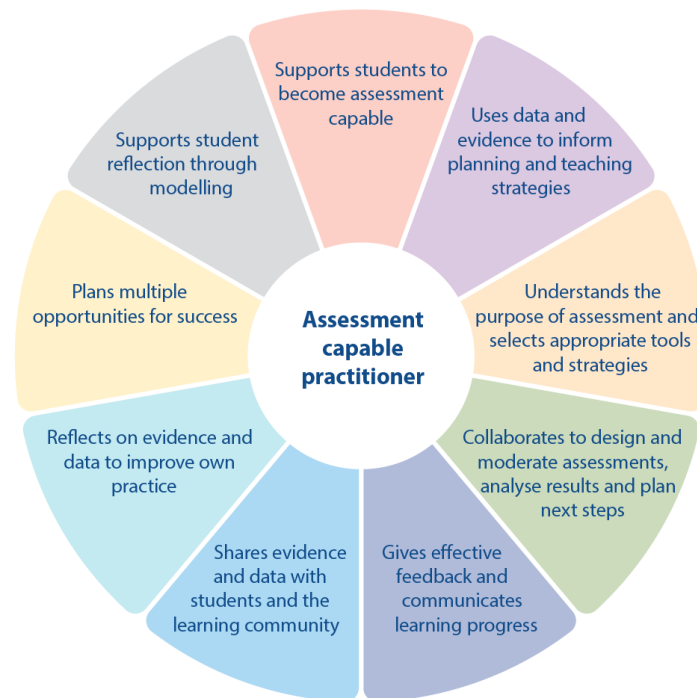 Supports students to
become assessment
capable
Uses data and
evidence to inform
planning and teaching
strategies
Understands the
purpose of assessment and
selects appropriate tools
and strategies
Collaborates to design and
moderate assessments,
analyse results and plan
next steps
Gives effective
feedback and
communicates
learning progress
Shares evidence
and data with
students and the
learning community
Reflects on evidence and
data to improve own
practice
Plans multiple
opportunities for success
Supports student
reflection through
modelling
Assessment
capable
practitioner